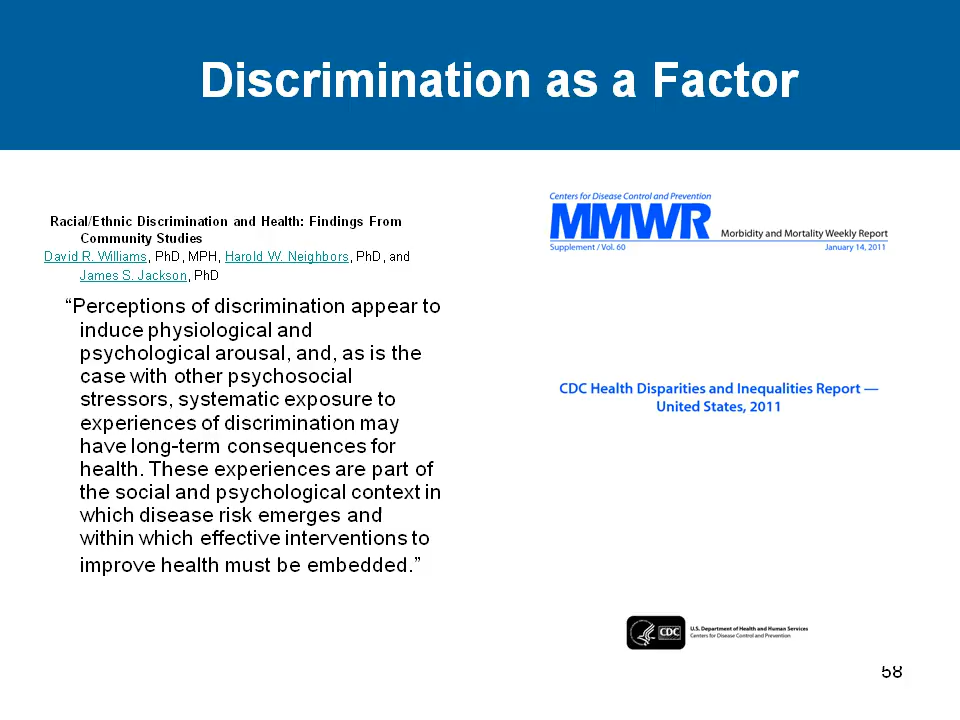 Discrimination as a Factor
Racial/Ethnic Discrimination and Health: Findings From
Community Studies
David R. Williams, PhD, MPH, Harold W. Neighbors, PhD, and
James S. Jackson, PhD
“Perceptions of discrimination appear to
induce physiological and
psychological arousal, and, as is the
case with other psychosocial
stressors, systematic exposure to
experiences of discrimination may
have long-term consequences for
health. These experiences are part of
the social and psychological context in
which disease risk emerges and
within which effective interventions to
improve health must be embedded.”
Centers for Disease Control and Prevention
MMWR
Morbidity and Mortality Weekly Report
Supplement / Vol. 60
January 14, 2011
CDC Health Disparities and Inequalities Report —
United States, 2011
CDC
U.S. Department of Health and Human Services
Centers for Disease Control and Prevention
58